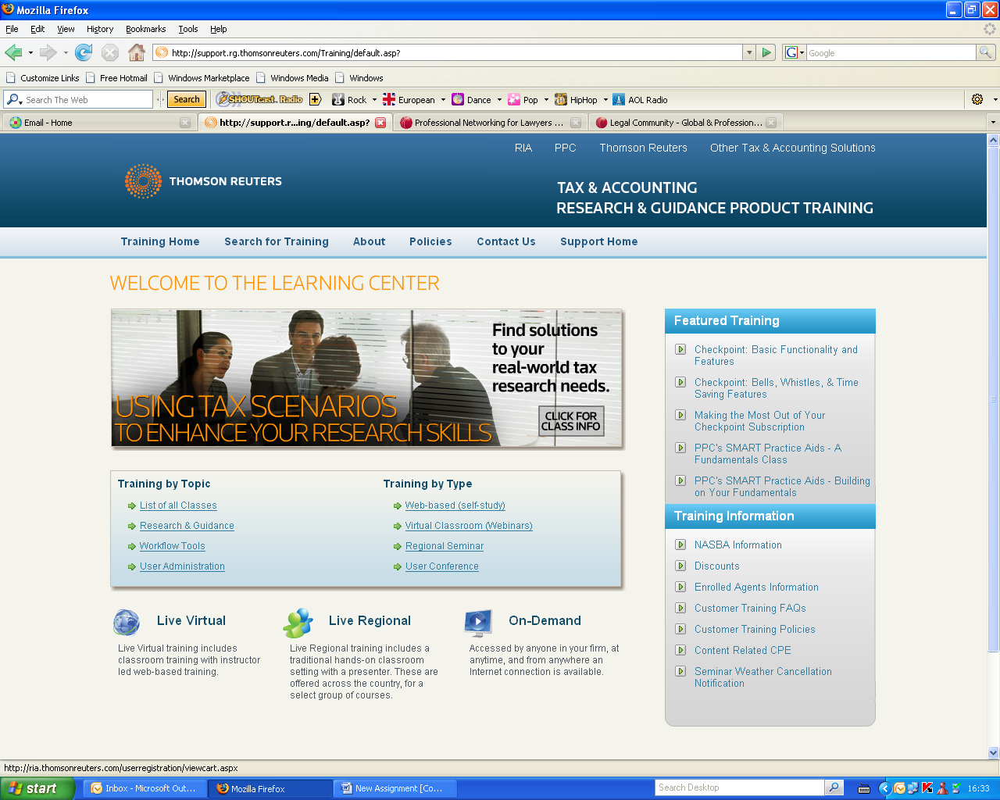 Mozilla Firefox
File Edit View History Bookmarks Tools Help
http://support.rg.thomsonreuters.com/Training/default.asp?
Google
Customize Links Free Hotmail Windows Marketplace Windows Media Windows
Search The Web Search SHOUTcast Radio Rock European Dance Pop HipHop AOL Radio
Email - Home http://support.r...ing/default.asp? Professional Networking for Lawyers ... Legal Community - Global & Profession...
RIA PPC Thomson Reuters Other Tax & Accounting Solutions
THOMSON REUTERS
TAX & ACCOUNTING
RESEARCH & GUIDANCE PRODUCT TRAINING
Training Home Search for Training About Policies Contact Us Support Home
WELCOME TO THE LEARNING CENTER
Find solutions
to your
real-world tax
research needs.
USING TAX SCENARIOS
TO ENHANCE YOUR RESEARCH SKILLS
CLICK FOR
CLASS INFO
Training by Topic
List of all Classes
Research & Guidance
Workflow Tools
User Administration
Training by Type
Web-based (self-study)
Virtual Classroom (Webinars)
Regional Seminar
User Conference
Live Virtual
Live Virtual training includes
classroom training with instructor
led web-based training.
Live Regional
Live Regional training includes a
traditional hands-on classroom
setting with a presenter. These are
offered across the country, for a
select group of courses.
On-Demand
Accessed by anyone in your firm, at
anytime, and from anywhere an
Internet connection is available.
Featured Training
Checkpoint: Basic Functionality and
Features
Checkpoint: Bells, Whistles, & Time
Saving Features
Making the Most Out of Your
Checkpoint Subscription
PPC's SMART Practice Aids - A
Fundamentals Class
PPC's SMART Practice Aids - Building
on Your Fundamentals
Training Information
NASBA Information
Discounts
Enrolled Agents Information
Customer Training FAQs
Customer Training Policies
Content Related CPE
Seminar Weather Cancellation
Notification
http://ria.thomsonreuters.com/userregistration/viewcart.aspx
start Inbox - Microsoft Out... Mozilla Firefox New Assignment [Co... Search Desktop 16:33